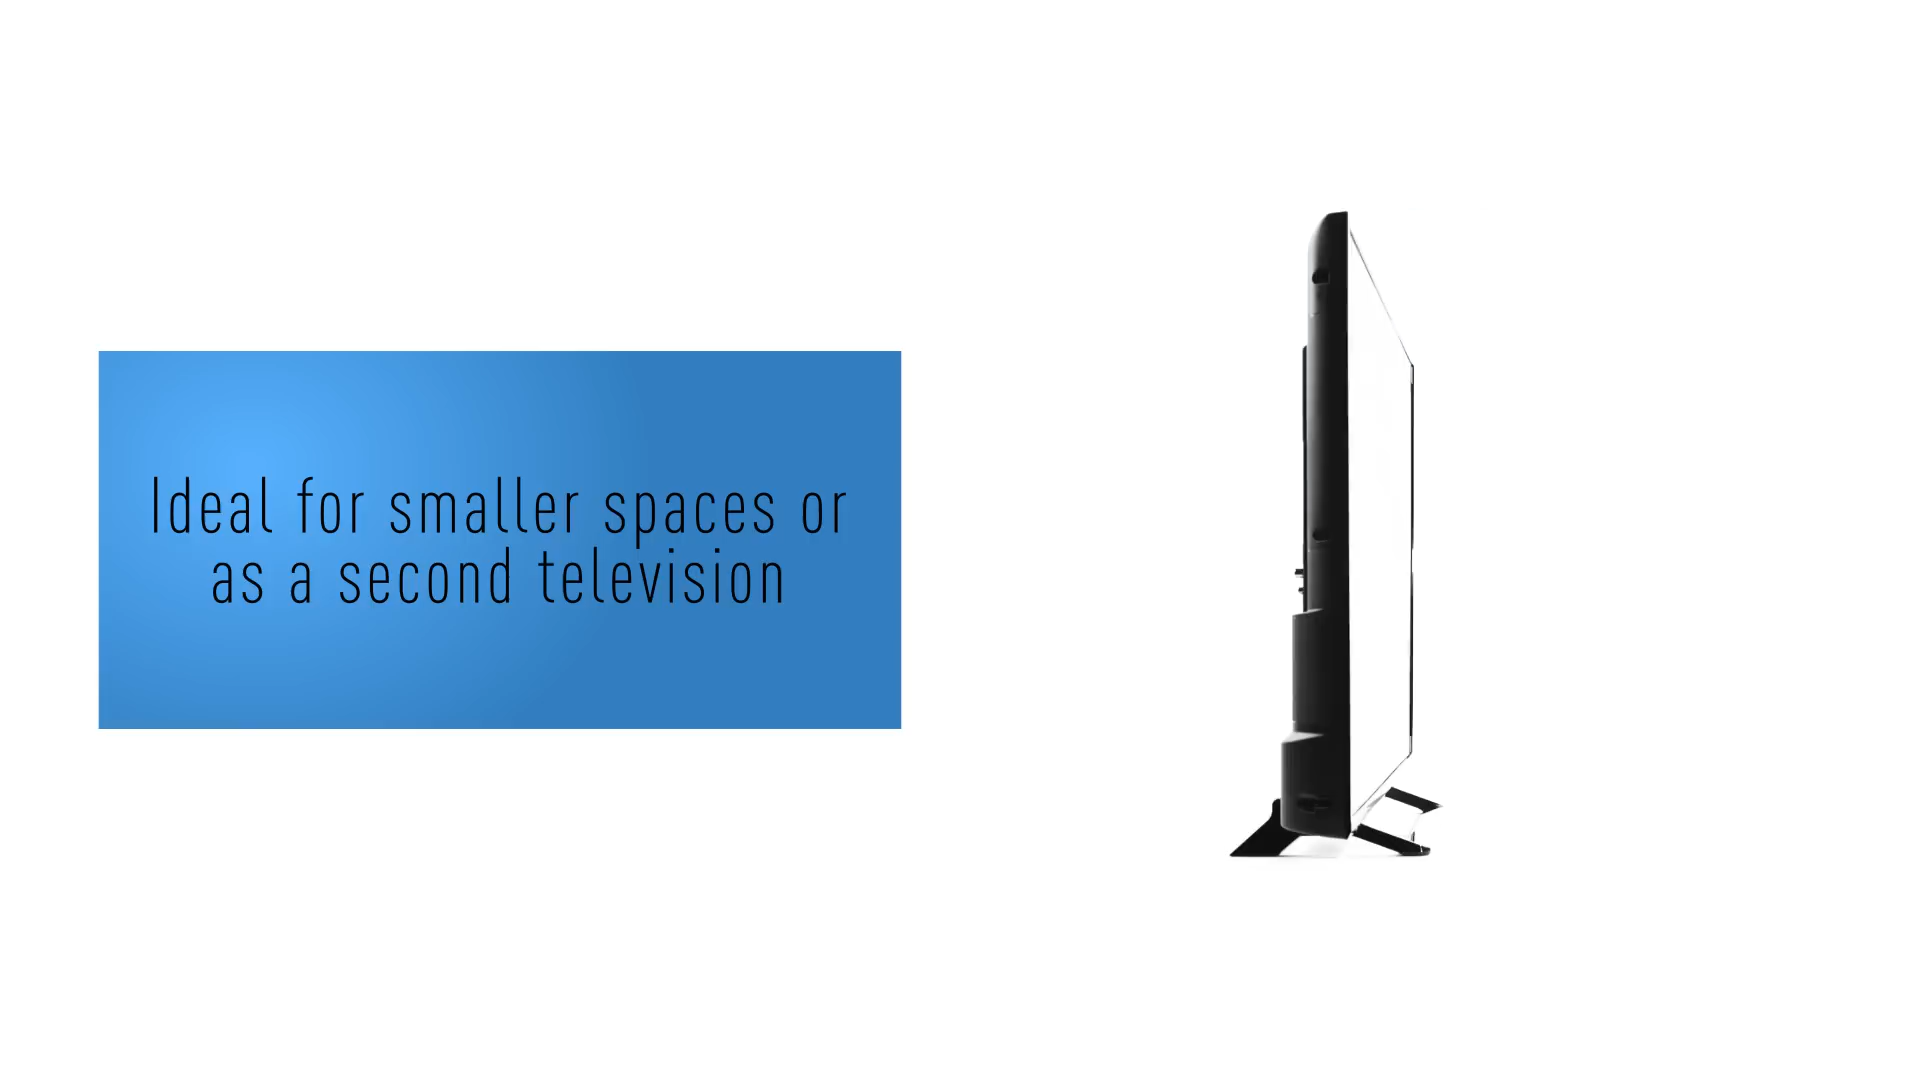 Ideal for smaller spaces or
as a second television